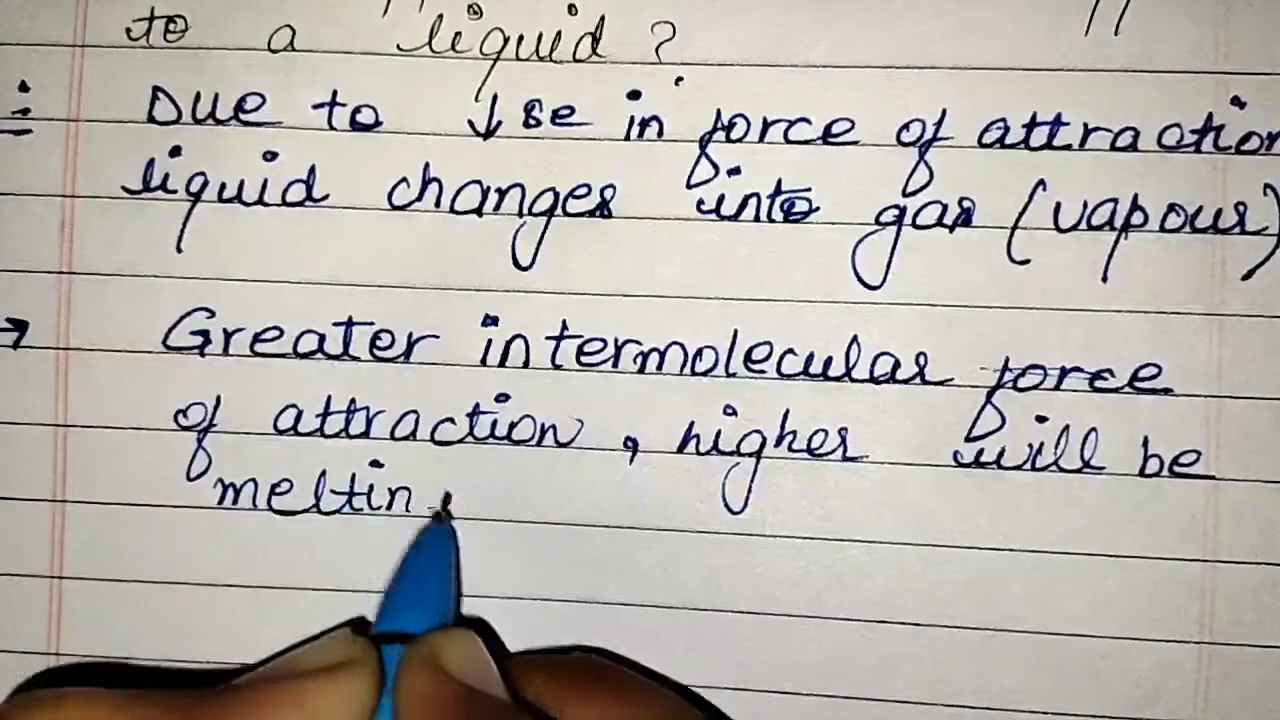 to a liquid?
Due to ↓se in force of attraction
liquid changes into gas (vapour)
→ Greater intermolecular force
of attraction, higher will be
meltin